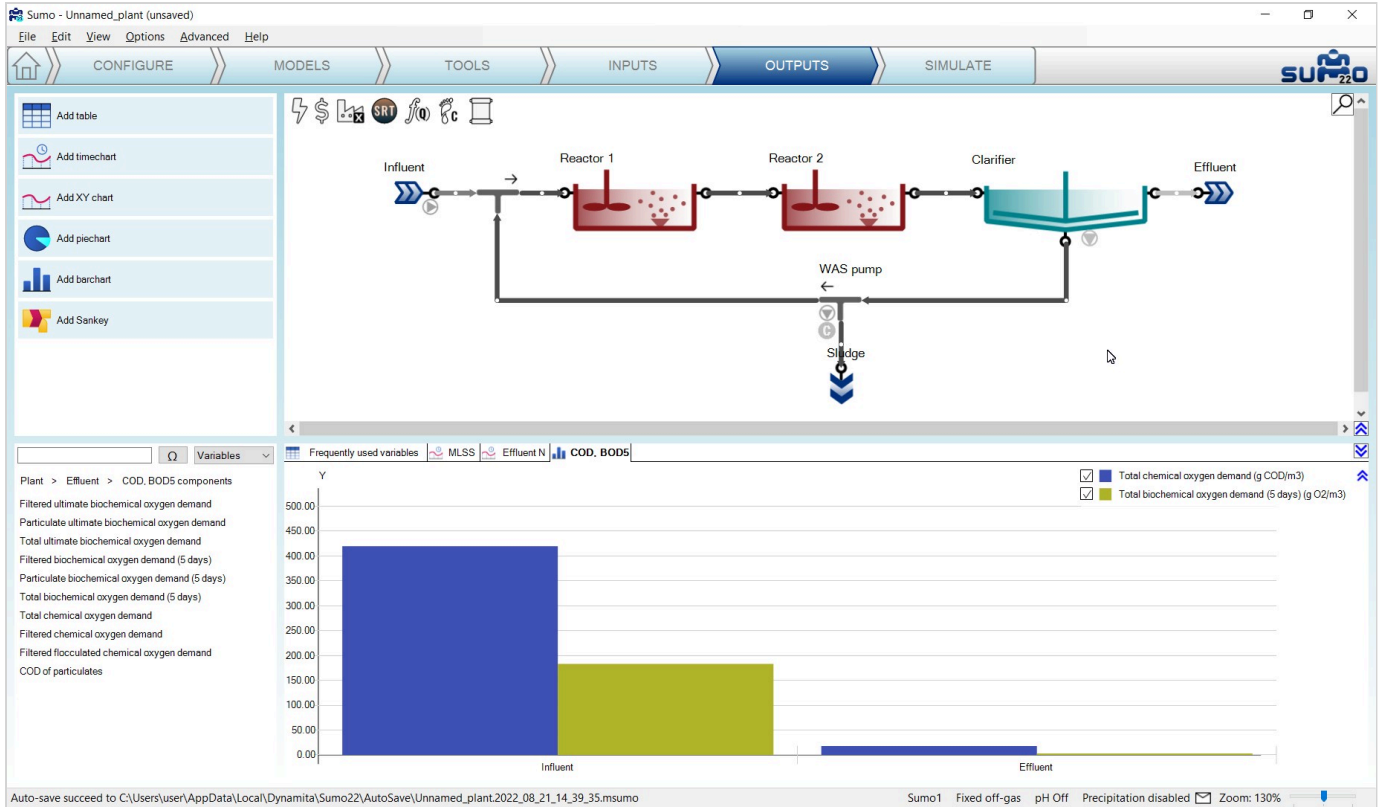 Sumo - Unnamed_plant (unsaved)
File Edit View Options Advanced Help
CONFIGURE MODELS TOOLS INPUTS OUTPUTS SIMULATE
SUMO 22
Add table
Add timechart
Add XY chart
Add piechart
Add barchart
Add Sankey
$ X SRT f(Q) C
Influent
Reactor 1
Reactor 2
Clarifier
Effluent
WAS pump
C
Sludge
Ω Variables
Plant > Effluent > COD, BOD5 components
Filtered ultimate biochemical oxygen demand
Particulate ultimate biochemical oxygen demand
Total ultimate biochemical oxygen demand
Filtered biochemical oxygen demand (5 days)
Particulate biochemical oxygen demand (5 days)
Total biochemical oxygen demand (5 days)
Total chemical oxygen demand
Filtered chemical oxygen demand
Filtered flocculated chemical oxygen demand
COD of particulates
Frequently used variables MLSS Effluent N COD, BOD5
Y
Total chemical oxygen demand (g COD/m3)
Total biochemical oxygen demand (5 days) (g O2/m3)
500.00
450.00
400.00
350.00
300.00
250.00
200.00
150.00
100.00
50.00
0.00
Influent
Effluent
Auto-save succeed to C:\Users\user\AppData\Local\Dynamita\Sumo22\AutoSave\Unnamed_plant.2022_08_21_14_39_35.msumo
Sumo1 Fixed off-gas pH Off Precipitation disabled Zoom: 130%